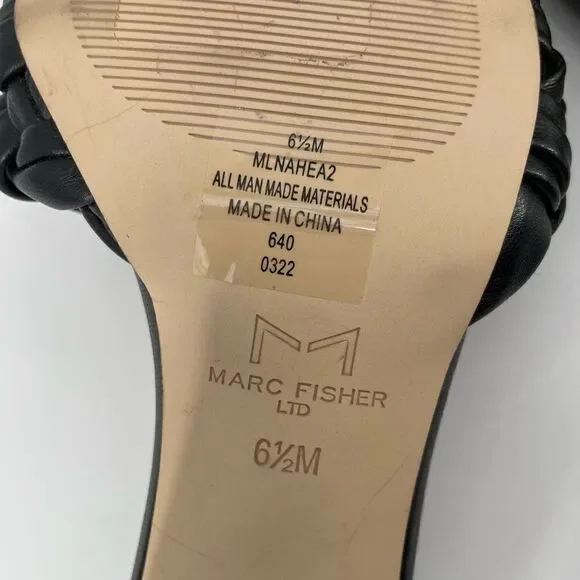 6½M
MLNAHEA2
ALL MAN MADE MATERIALS
MADE IN CHINA
640
0322
MARC FISHER
LTD
6½M